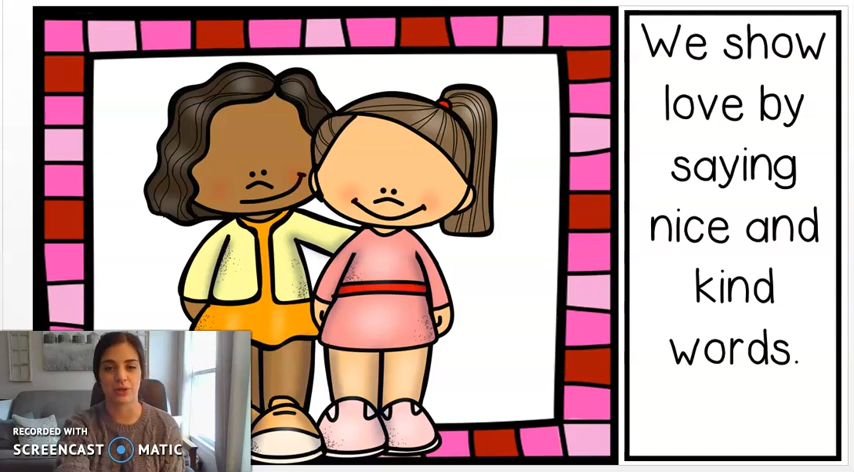 We show
love by
saying
nice and
kind
words.
RECORDED WITH
SCREENCAST MATIC